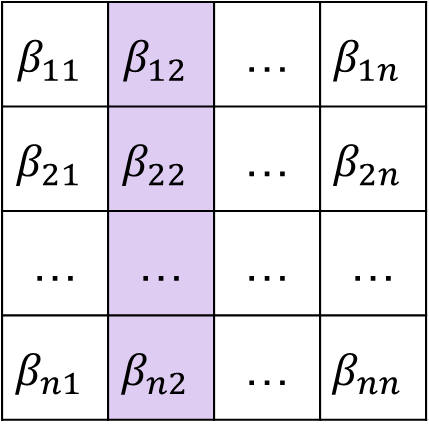 β₁₁ β₁₂ … β₁ₙ
β₂₁ β₂₂ … β₂ₙ
… … … …
βₙ₁ βₙ₂ … βₙₙ